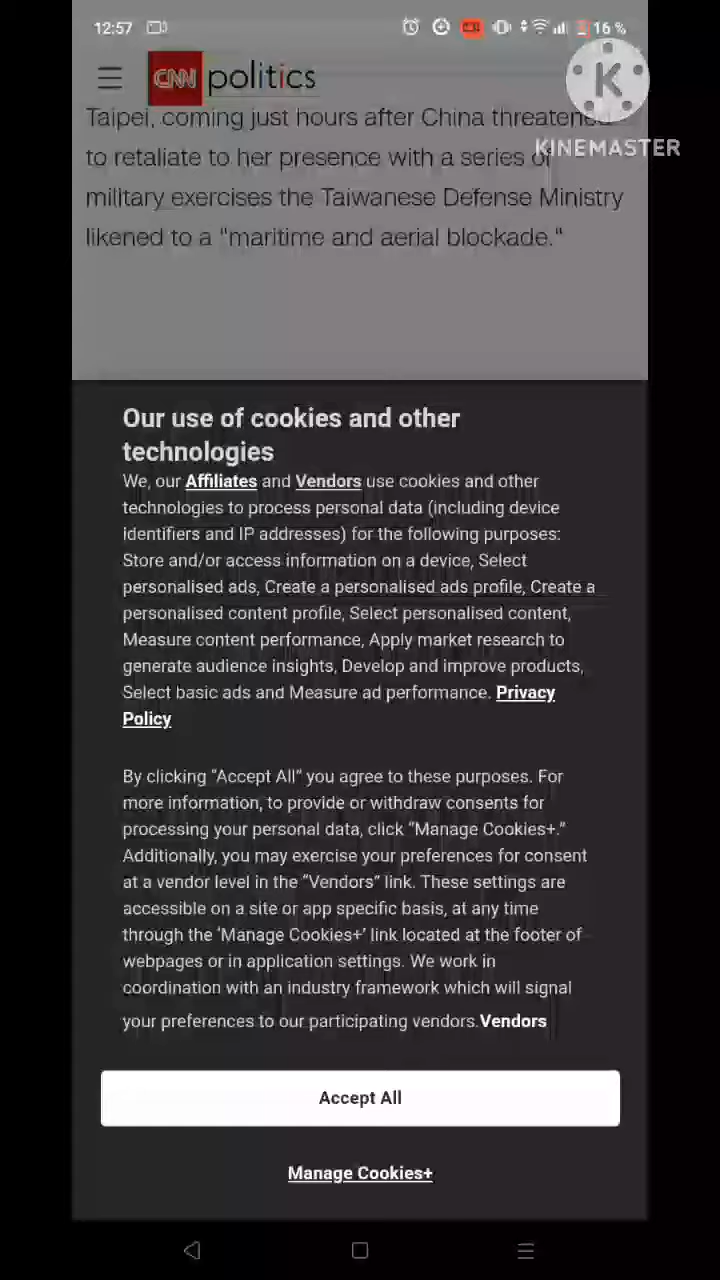 12:57
16 %
CNN politics
K
KINEMASTER
Taipei, coming just hours after China threatened
to retaliate to her presence with a series of
military exercises the Taiwanese Defense Ministry
likened to a "maritime and aerial blockade."
Our use of cookies and other
technologies
We, our Affiliates and Vendors use cookies and other
technologies to process personal data (including device
identifiers and IP addresses) for the following purposes:
Store and/or access information on a device, Select
personalised ads, Create a personalised ads profile, Create a
personalised content profile, Select personalised content,
Measure content performance, Apply market research to
generate audience insights, Develop and improve products,
Select basic ads and Measure ad performance. Privacy
Policy
By clicking “Accept All” you agree to these purposes. For
more information, to provide or withdraw consents for
processing your personal data, click “Manage Cookies+.”
Additionally, you may exercise your preferences for consent
at a vendor level in the “Vendors” link. These settings are
accessible on a site or app specific basis, at any time
through the ‘Manage Cookies+’ link located at the footer of
webpages or in application settings. We work in
coordination with an industry framework which will signal
your preferences to our participating vendors.Vendors
Accept All
Manage Cookies+